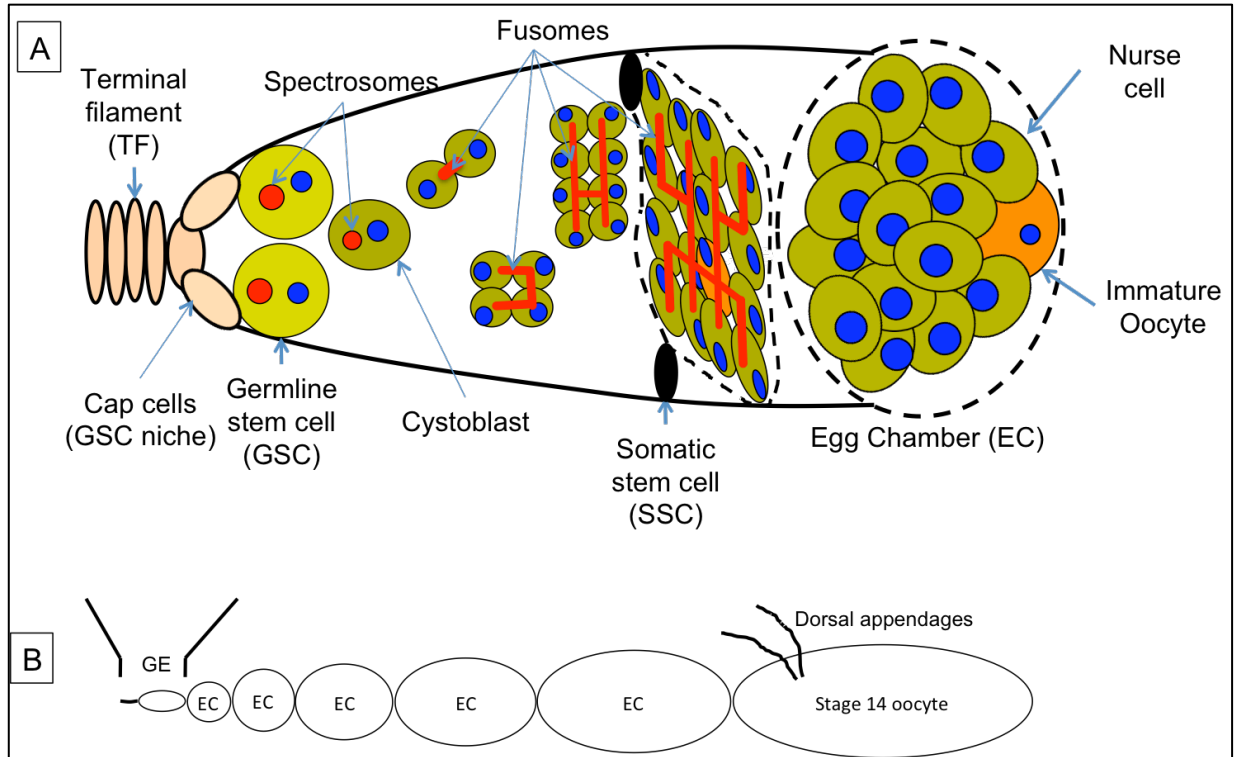 A
Terminal
filament
(TF)
Spectrosomes
Fusomes
Nurse
cell
Cap cells
(GSC niche)
Germline
stem cell
(GSC)
Cystoblast
Somatic
stem cell
(SSC)
Egg Chamber (EC)
Immature
Oocyte
B
GE
EC
EC
EC
EC
EC
Dorsal appendages
Stage 14 oocyte